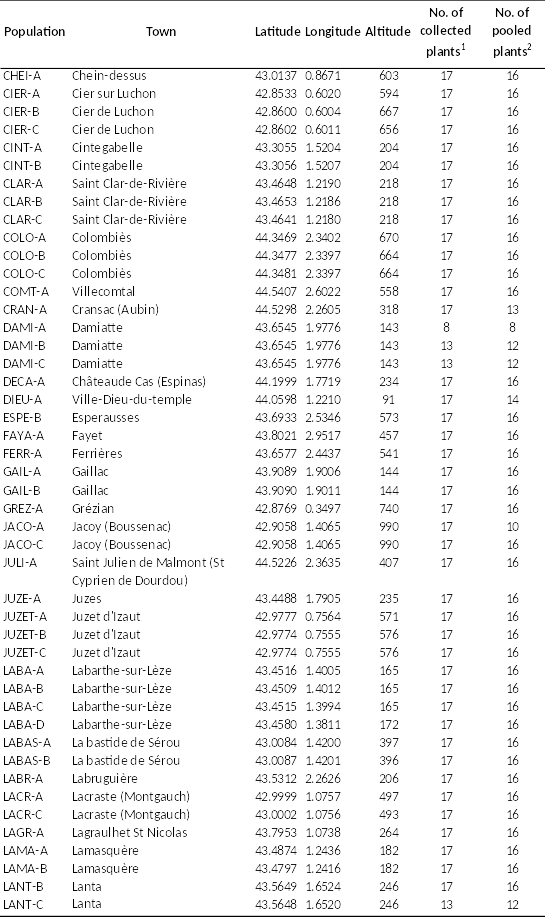 Population Town Latitude Longitude Altitude No. of collected plants1 No. of pooled plants2
CHEI-A Chein-dessus 43.0137 0.8671 603 17 16
CIER-A Cier sur Luchon 42.8533 0.6020 594 17 16
CIER-B Cier de Luchon 42.8600 0.6004 667 17 16
CIER-C Cier de Luchon 42.8602 0.6011 656 17 16
CINT-A Cintegabelle 43.3055 1.5204 204 17 16
CINT-B Cintegabelle 43.3056 1.5207 204 17 16
CLAR-A Saint Clar-de-Rivière 43.4648 1.2190 218 17 16
CLAR-B Saint Clar-de-Rivière 43.4653 1.2186 218 17 16
CLAR-C Saint Clar-de-Rivière 43.4641 1.2180 218 17 16
COLO-A Colombiès 44.3469 2.3402 670 17 16
COLO-B Colombiès 44.3477 2.3397 664 17 16
COLO-C Colombiès 44.3481 2.3397 664 17 16
COMT-A Villecomtal 44.5407 2.6022 558 17 16
CRAN-A Cransac (Aubin) 44.5298 2.2605 318 17 13
DAMI-A Damiatte 43.6545 1.9776 143 8 8
DAMI-B Damiatte 43.6545 1.9776 143 13 12
DAMI-C Damiatte 43.6545 1.9776 143 13 12
DECA-A Châteaude Cas (Espinas) 44.1999 1.7719 234 17 16
DIEU-A Ville-Dieu-du-temple 44.0598 1.2210 91 17 14
ESPE-B Esperausses 43.6933 2.5346 573 17 16
FAYA-A Fayet 43.8021 2.9517 457 17 16
FERR-A Ferrières 43.6577 2.4437 541 17 16
GAIL-A Gaillac 43.9089 1.9006 144 17 16
GAIL-B Gaillac 43.9090 1.9011 144 17 16
GREZ-A Grézian 42.8769 0.3497 740 17 16
JACO-A Jacoy (Boussenac) 42.9058 1.4065 990 17 10
JACO-C Jacoy (Boussenac) 42.9058 1.4065 990 17 16
JULI-A Saint Julien de Malmont (St 44.5226 2.3635 407 17 16
Cyprien de Dourdou)
JUZE-A Juzes 43.4488 1.7905 235 17 16
JUZET-A Juzet d'Izaut 42.9777 0.7564 571 17 16
JUZET-B Juzet d'Izaut 42.9774 0.7555 576 17 16
JUZET-C Juzet d'Izaut 42.9774 0.7555 576 17 16
LABA-A Labarthe-sur-Lèze 43.4516 1.4005 165 17 16
LABA-B Labarthe-sur-Lèze 43.4509 1.4012 165 17 16
LABA-C Labarthe-sur-Lèze 43.4515 1.3994 165 17 16
LABA-D Labarthe-sur-Lèze 43.4580 1.3811 172 17 16
LABAS-A La bastide de Sérou 43.0084 1.4200 397 17 16
LABAS-B La bastide de Sérou 43.0087 1.4201 396 17 16
LABR-A Labruguière 43.5312 2.2626 206 17 16
LACR-A Lacraste (Montgauch) 42.9999 1.0757 497 17 16
LACR-C Lacraste (Montgauch) 43.0002 1.0756 493 17 16
LAGR-A Lagraulhet St Nicolas 43.7953 1.0738 264 17 16
LAMA-A Lamasquère 43.4874 1.2436 182 17 16
LAMA-B Lamasquère 43.4797 1.2416 182 17 16
LANT-B Lanta 43.5649 1.6524 246 17 16
LANT-C Lanta 43.5648 1.6520 246 13 12